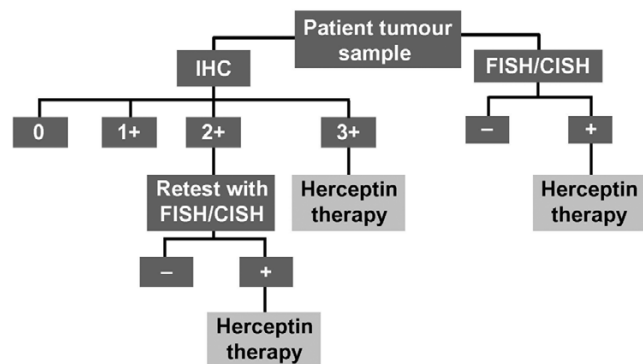 Patient tumour
sample
IHC
FISH/CISH
0
1+
2+
3+
–
+
Retest with
FISH/CISH
Herceptin
therapy
Herceptin
therapy
–
+
Herceptin
therapy